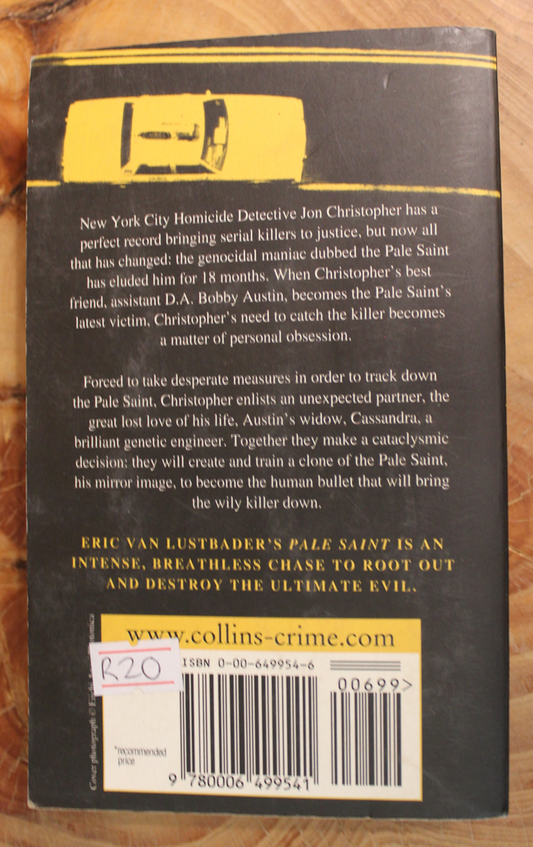 New York City Homicide Detective Jon Christopher has a
perfect record bringing serial killers to justice, but now all
that has changed: the genocidal maniac dubbed the Pale Saint
has eluded him for 18 months. When Christopher's best
friend, assistant D.A. Bobby Austin, becomes the Pale Saint's
latest victim, Christopher's need to catch the killer becomes
a matter of personal obsession.
Forced to take desperate measures in order to track down
the Pale Saint, Christopher enlists an unexpected partner, the
great lost love of his life, Austin's widow, Cassandra, a
brilliant genetic engineer. Together they make a cataclysmic
decision: they will create and train a clone of the Pale Saint,
his mirror image, to become the human bullet that will bring
the wily killer down.
ERIC VAN LUSTBADER'S PALE SAINT IS AN
INTENSE, BREATHLESS CHASE TO ROOT OUT
AND DESTROY THE ULTIMATE EVIL.
www.collins-crime.com
R20
ISBN 0-00-649954-6
00699>
*recommended
price
9 780006 499541
Cover photograph ©